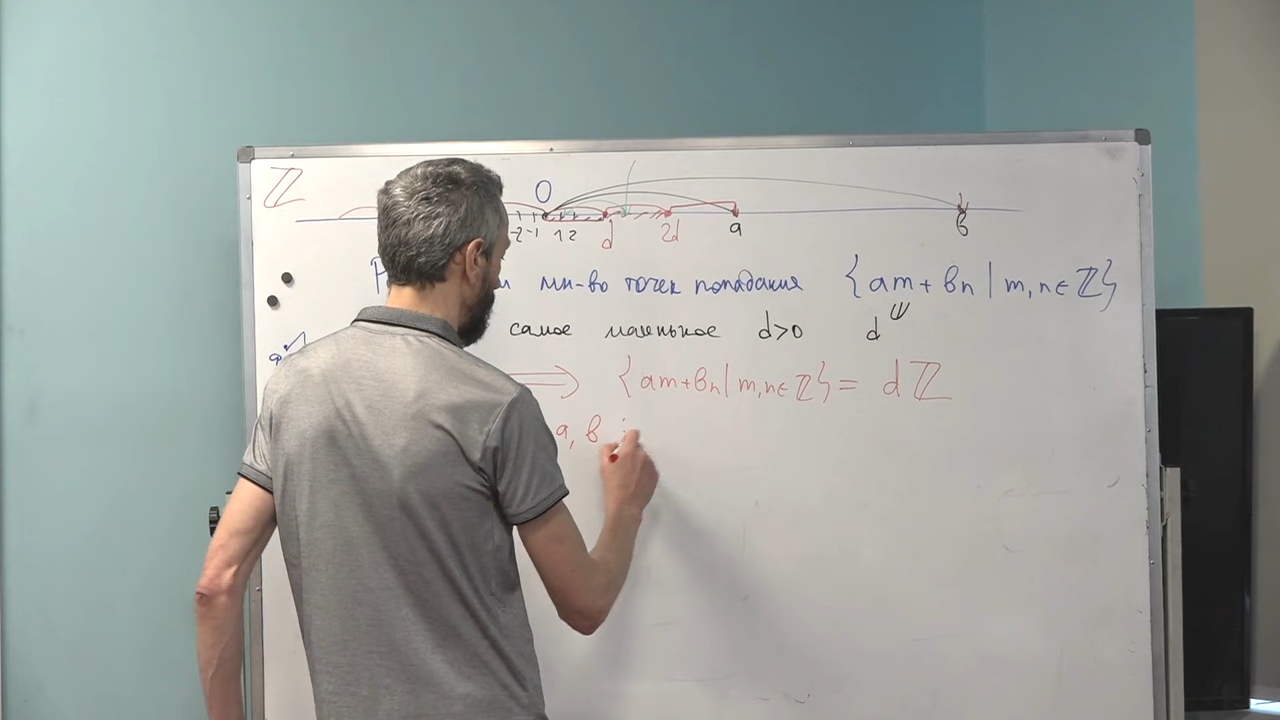 ℤ
0
-2 -1 1 2 d 2d a b
мн-во точек попадания {am + bn | m, n ∈ ℤ}
самое маленькое d>0 d ∈
⟹ {am+bn | m,n∈ℤ} = dℤ
a, b :